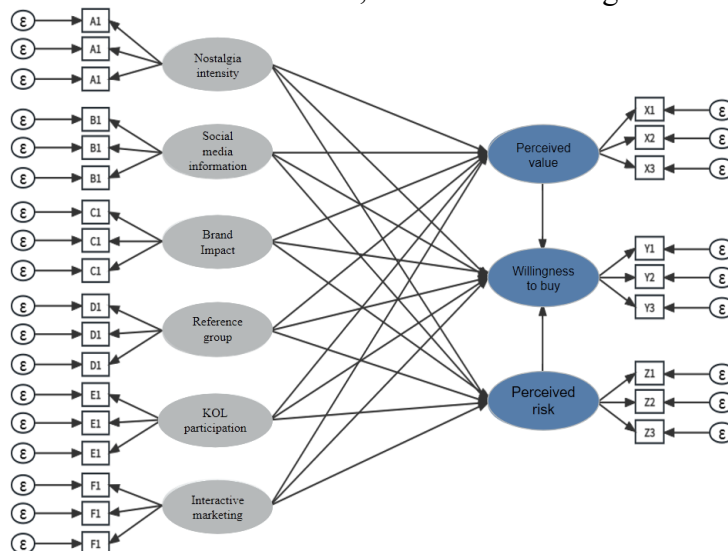 ε
A1
ε
A1
ε
A1
Nostalgia
intensity
ε
B1
ε
B1
ε
B1
Social
media
information
ε
C1
ε
C1
ε
C1
Brand
Impact
ε
D1
ε
D1
ε
D1
Reference
group
ε
E1
ε
E1
ε
E1
KOL
participation
ε
F1
ε
F1
ε
F1
Interactive
marketing
Perceived
value
X1
ε
X2
ε
X3
ε
Willingness
to buy
Y1
ε
Y2
ε
Y3
ε
Perceived
risk
Z1
ε
Z2
ε
Z3
ε